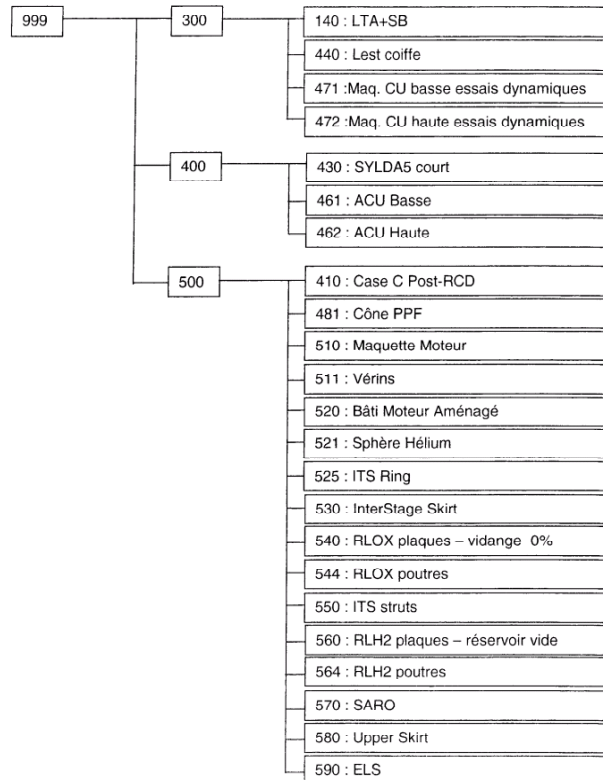 999
300
140 : LTA+SB
440 : Lest coiffe
471 :Maq. CU basse essais dynamiques
472 :Maq. CU haute essais dynamiques
400
430 : SYLDA5 court
461 : ACU Basse
462 : ACU Haute
500
410 : Case C Post-RCD
481 : Cône PPF
510 : Maquette Moteur
511 : Vérins
520 : Bâti Moteur Aménagé
521 : Sphère Hélium
525 : ITS Ring
530 : InterStage Skirt
540 : RLOX plaques – vidange 0%
544 : RLOX poutres
550 : ITS struts
560 : RLH2 plaques – réservoir vide
564 : RLH2 poutres
570 : SARO
580 : Upper Skirt
590 : ELS